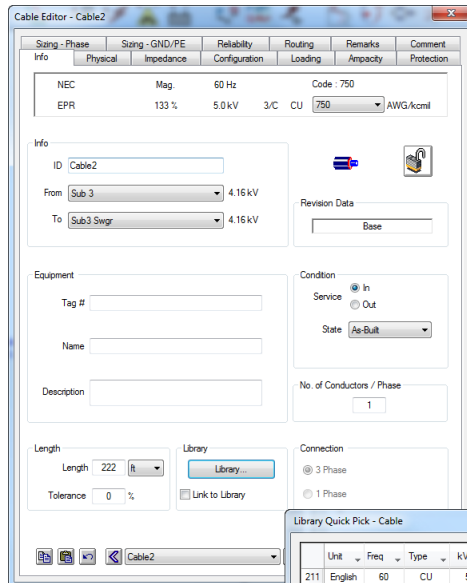 Cable Editor - Cable2
Sizing - Phase Sizing - GND/PE Reliability Routing Remarks Comment
Info Physical Impedance Configuration Loading Ampacity Protection
NEC Mag. 60 Hz Code : 750
EPR 133 % 5.0 kV 3/C CU 750 AWG/kcmil
Info
ID Cable2
From Sub 3 4.16 kV
To Sub3 Swgr 4.16 kV
Revision Data
Base
Equipment
Tag #
Name
Description
Condition
Service In
Out
State As-Built
No. of Conductors / Phase
1
Length
Length 222 ft
Tolerance 0 %
Library
Library...
Link to Library
Connection
3 Phase
1 Phase
Cable2
Library Quick Pick - Cable
Unit Freq Type kV
211 English 60 CU